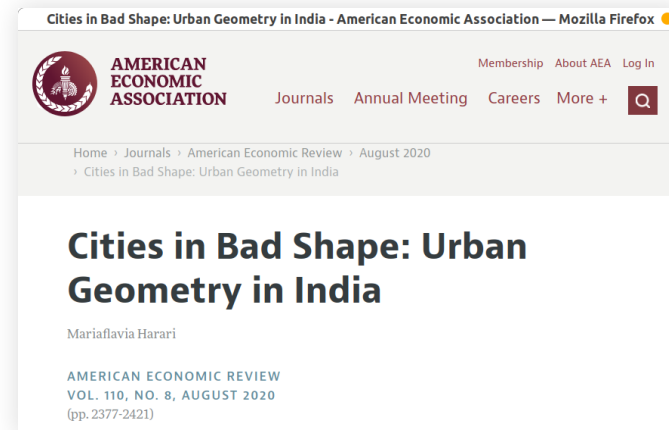 Cities in Bad Shape: Urban Geometry in India - American Economic Association — Mozilla Firefox
AMERICAN
ECONOMIC
ASSOCIATION
Membership About AEA Log In
Journals Annual Meeting Careers More +
Home › Journals › American Economic Review › August 2020
› Cities in Bad Shape: Urban Geometry in India
Cities in Bad Shape: Urban
Geometry in India
Mariaflavia Harari
AMERICAN ECONOMIC REVIEW
VOL. 110, NO. 8, AUGUST 2020
(pp. 2377-2421)